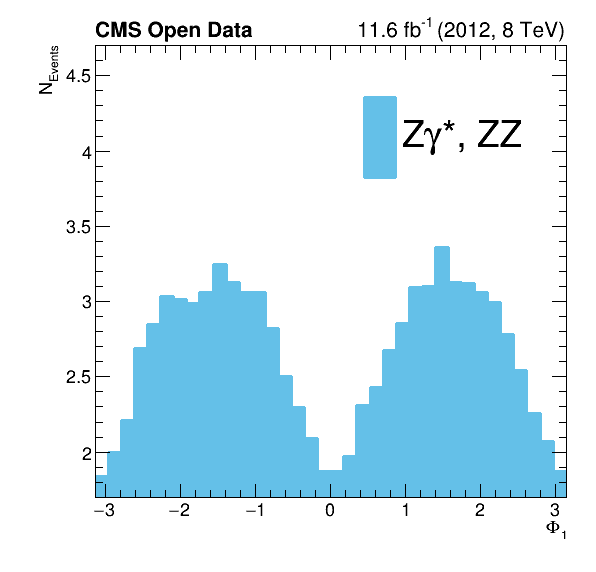 CMS Open Data 11.6 fb⁻¹ (2012, 8 TeV)
N_Events
4.5
4
3.5
3
2.5
2
Zγ*, ZZ
−3 −2 −1 0 1 2 3
Φ₁